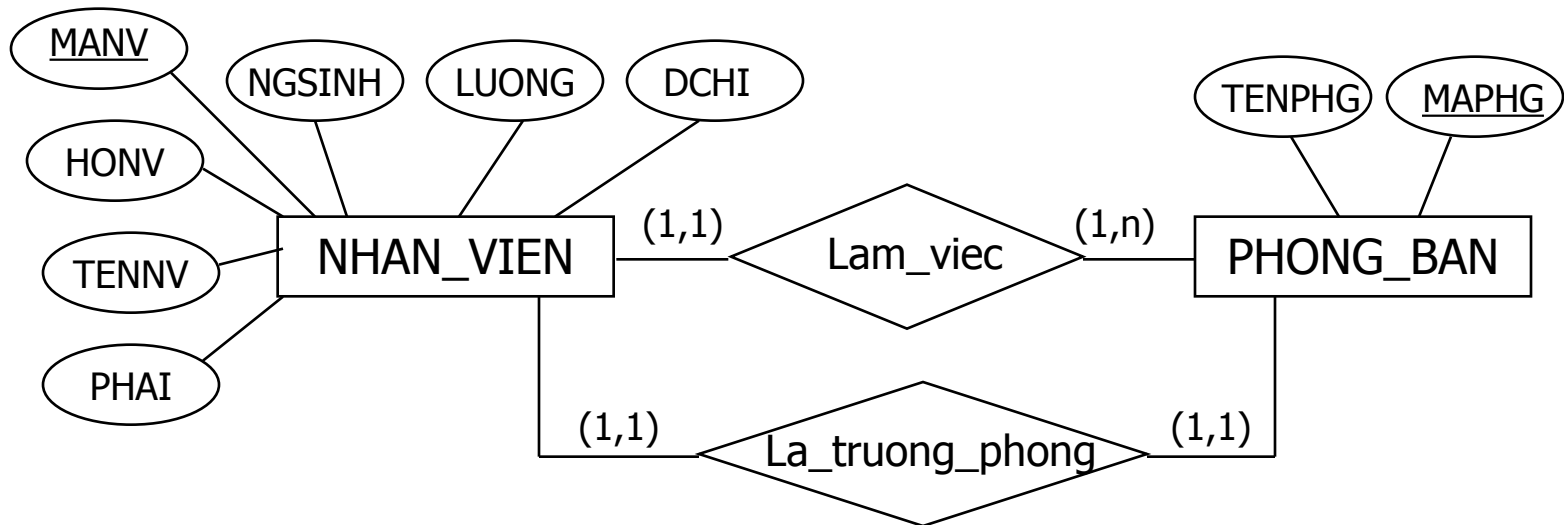 MANV
NGSINH
LUONG
DCHI
TENPHG
MAPHG
HONV
TENNV
PHAI
NHAN_VIEN
(1,1)
Lam_viec
(1,n)
PHONG_BAN
(1,1)
La_truong_phong
(1,1)